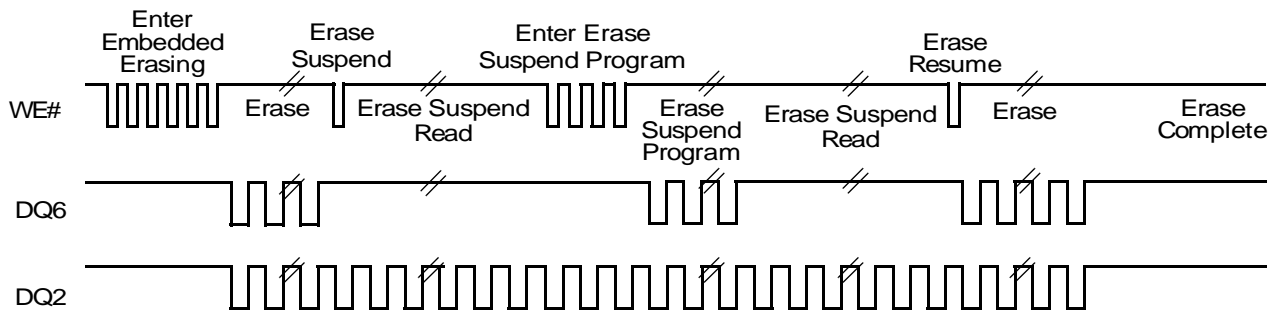 Enter
Embedded
Erasing
Erase
Suspend
Enter Erase
Suspend Program
Erase
Resume
WE#
Erase
Erase Suspend
Read
Erase
Suspend
Program
Erase Suspend
Read
Erase
Erase
Complete
DQ6
DQ2